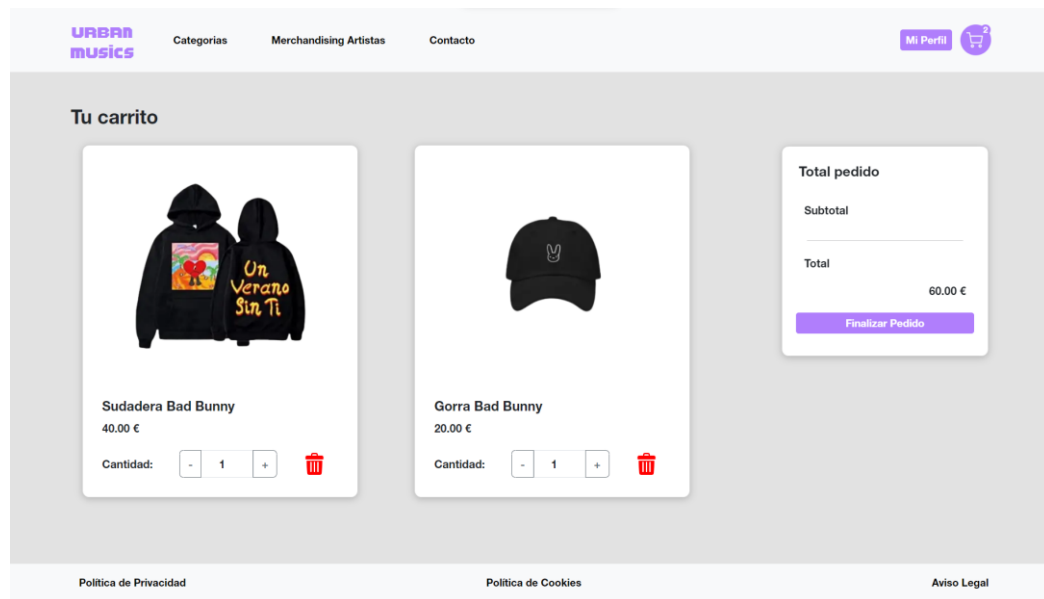 URBAN
musics
Categorias
Merchandising Artistas
Contacto
Mi Perfil
2
Tu carrito
Un
Verano
Sin Ti
Sudadera Bad Bunny
40.00 €
Cantidad:
- 1 +
Gorra Bad Bunny
20.00 €
Cantidad:
- 1 +
Total pedido
Subtotal
Total
60.00 €
Finalizar Pedido
Política de Privacidad
Política de Cookies
Aviso Legal